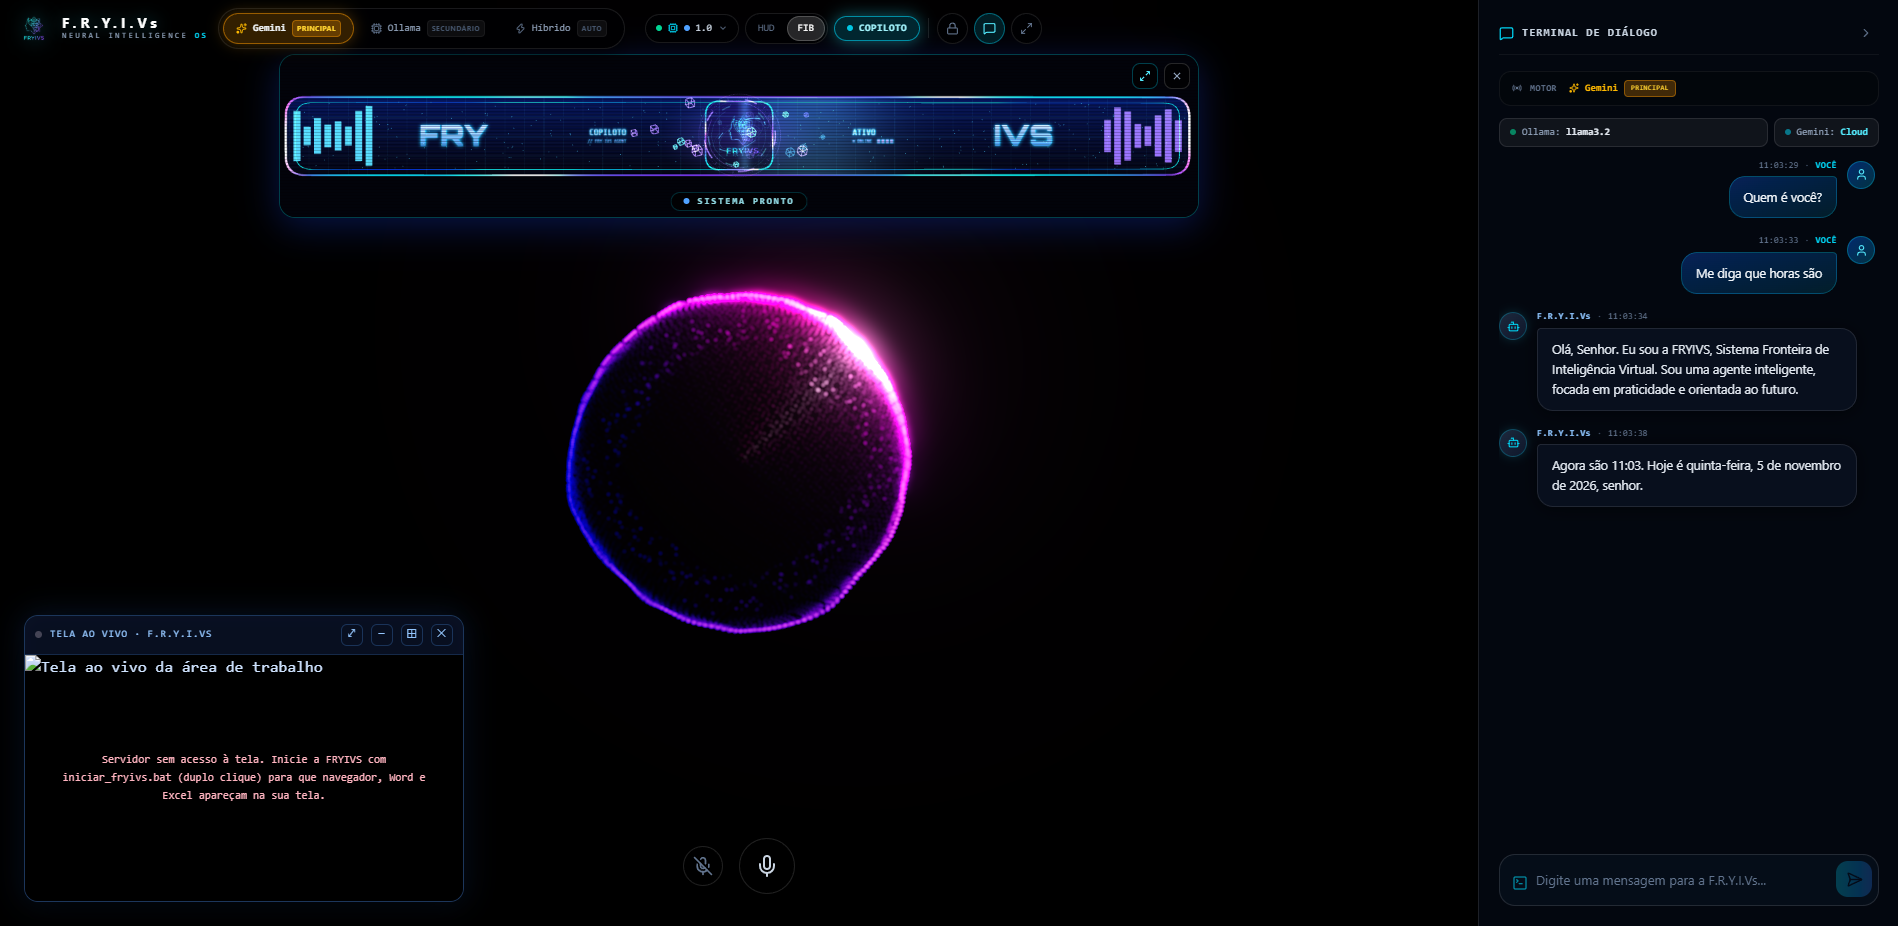 F.R.Y.I.Vs
NEURAL INTELLIGENCE OS
FRYIVS
Gemini PRINCIPAL
Ollama SECUNDÁRIO
Híbrido AUTO
1.0
HUD FIB
COPILOTO
FRY
COPILOTO
FRYIVS
ATIVO
IVS
SISTEMA PRONTO
TELA AO VIVO · F.R.Y.I.VS
Tela ao vivo da área de trabalho
Servidor sem acesso à tela. Inicie a FRYIVS com
iniciar_fryivs.bat (duplo clique) para que navegador, Word e
Excel apareçam na sua tela.
TERMINAL DE DIÁLOGO
MOTOR Gemini PRINCIPAL
Ollama: llama3.2
Gemini: Cloud
11:03:29 · VOCÊ
Quem é você?
11:03:33 · VOCÊ
Me diga que horas são
F.R.Y.I.Vs · 11:03:34
Olá, Senhor. Eu sou a FRYIVS, Sistema Fronteira de
Inteligência Virtual. Sou uma agente inteligente,
focada em praticidade e orientada ao futuro.
F.R.Y.I.Vs · 11:03:38
Agora são 11:03. Hoje é quinta-feira, 5 de novembro
de 2026, senhor.
Digite uma mensagem para a F.R.Y.I.Vs...